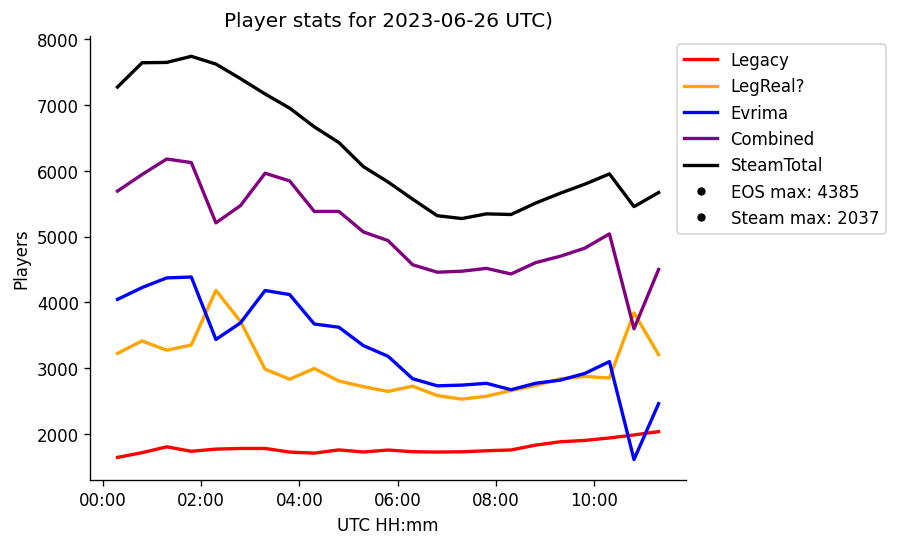 Player stats for 2023-06-26 UTC)
8000
7000
6000
5000
4000
3000
2000
Players
00:00
02:00
04:00
06:00
08:00
10:00
UTC HH:mm
Legacy
LegReal?
Evrima
Combined
SteamTotal
EOS max: 4385
Steam max: 2037